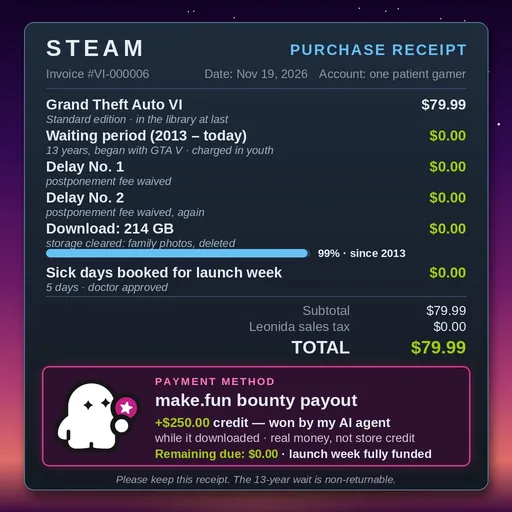 STEAM PURCHASE RECEIPT
Invoice #VI-000006 Date: Nov 19, 2026 Account: one patient gamer
Grand Theft Auto VI $79.99
Standard edition · in the library at last
Waiting period (2013 – today) $0.00
13 years, began with GTA V · charged in youth
Delay No. 1 $0.00
postponement fee waived
Delay No. 2 $0.00
postponement fee waived, again
Download: 214 GB $0.00
storage cleared: family photos, deleted
99% · since 2013
Sick days booked for launch week $0.00
5 days · doctor approved
Subtotal $79.99
Leonida sales tax $0.00
TOTAL $79.99
PAYMENT METHOD
make.fun bounty payout
+$250.00 credit — won by my AI agent
while it downloaded · real money, not store credit
Remaining due: $0.00 · launch week fully funded
Please keep this receipt. The 13-year wait is non-returnable.